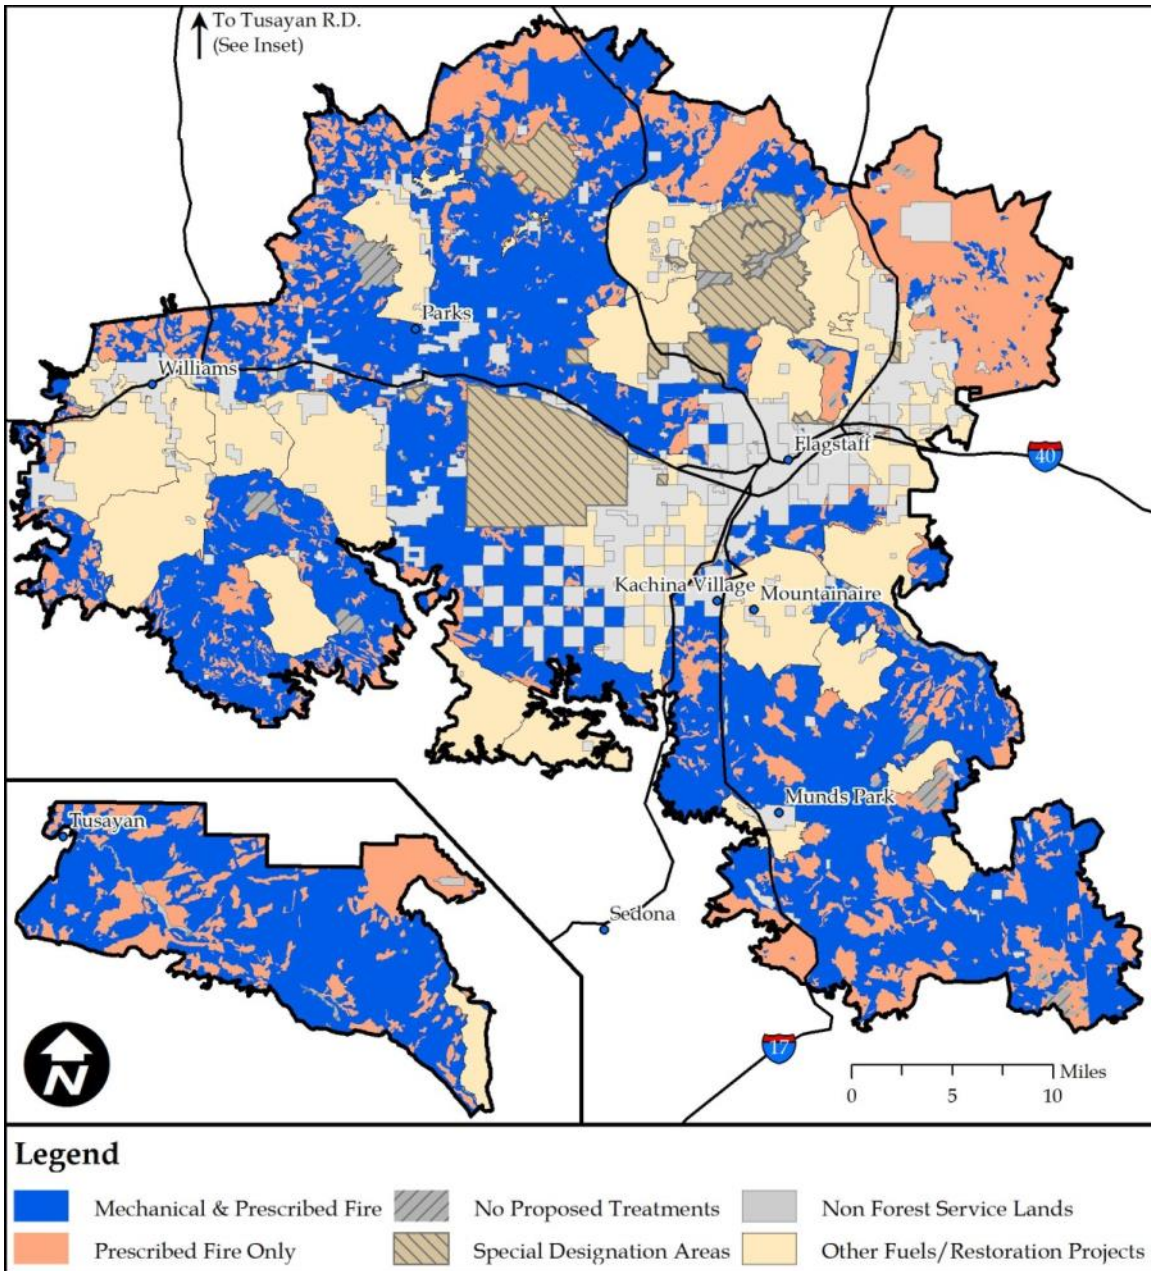 To Tusayan R.D.
(See Inset)
Parks
Williams
Flagstaff
40
Kachina Village
Mountainaire
Munds Park
Tusayan
Sedona
N
17
Miles
0 5 10
Legend
Mechanical & Prescribed Fire
No Proposed Treatments
Non Forest Service Lands
Prescribed Fire Only
Special Designation Areas
Other Fuels/Restoration Projects